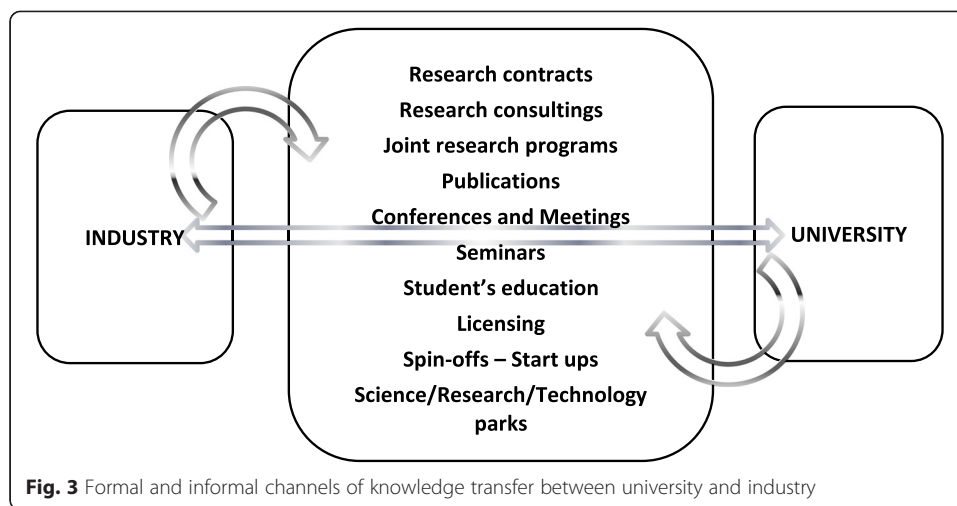 Research contracts
Research consultings
Joint research programs
Publications
Conferences and Meetings
INDUSTRY
UNIVERSITY
Seminars
Student’s education
Licensing
Spin-offs – Start ups
Science/Research/Technology
parks
Fig. 3 Formal and informal channels of knowledge transfer between university and industry